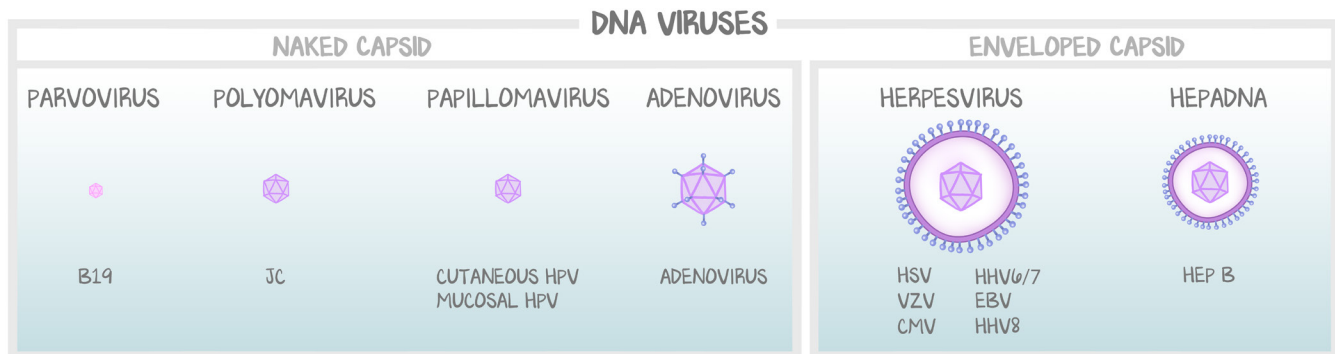 DNA VIRUSES
NAKED CAPSID
ENVELOPED CAPSID
PARVOVIRUS
POLYOMAVIRUS
PAPILLOMAVIRUS
ADENOVIRUS
HERPESVIRUS
HEPADNA
B19
JC
CUTANEOUS HPV
MUCOSAL HPV
ADENOVIRUS
HSV
VZV
CMV
HHV6/7
EBV
HHV8
HEP B